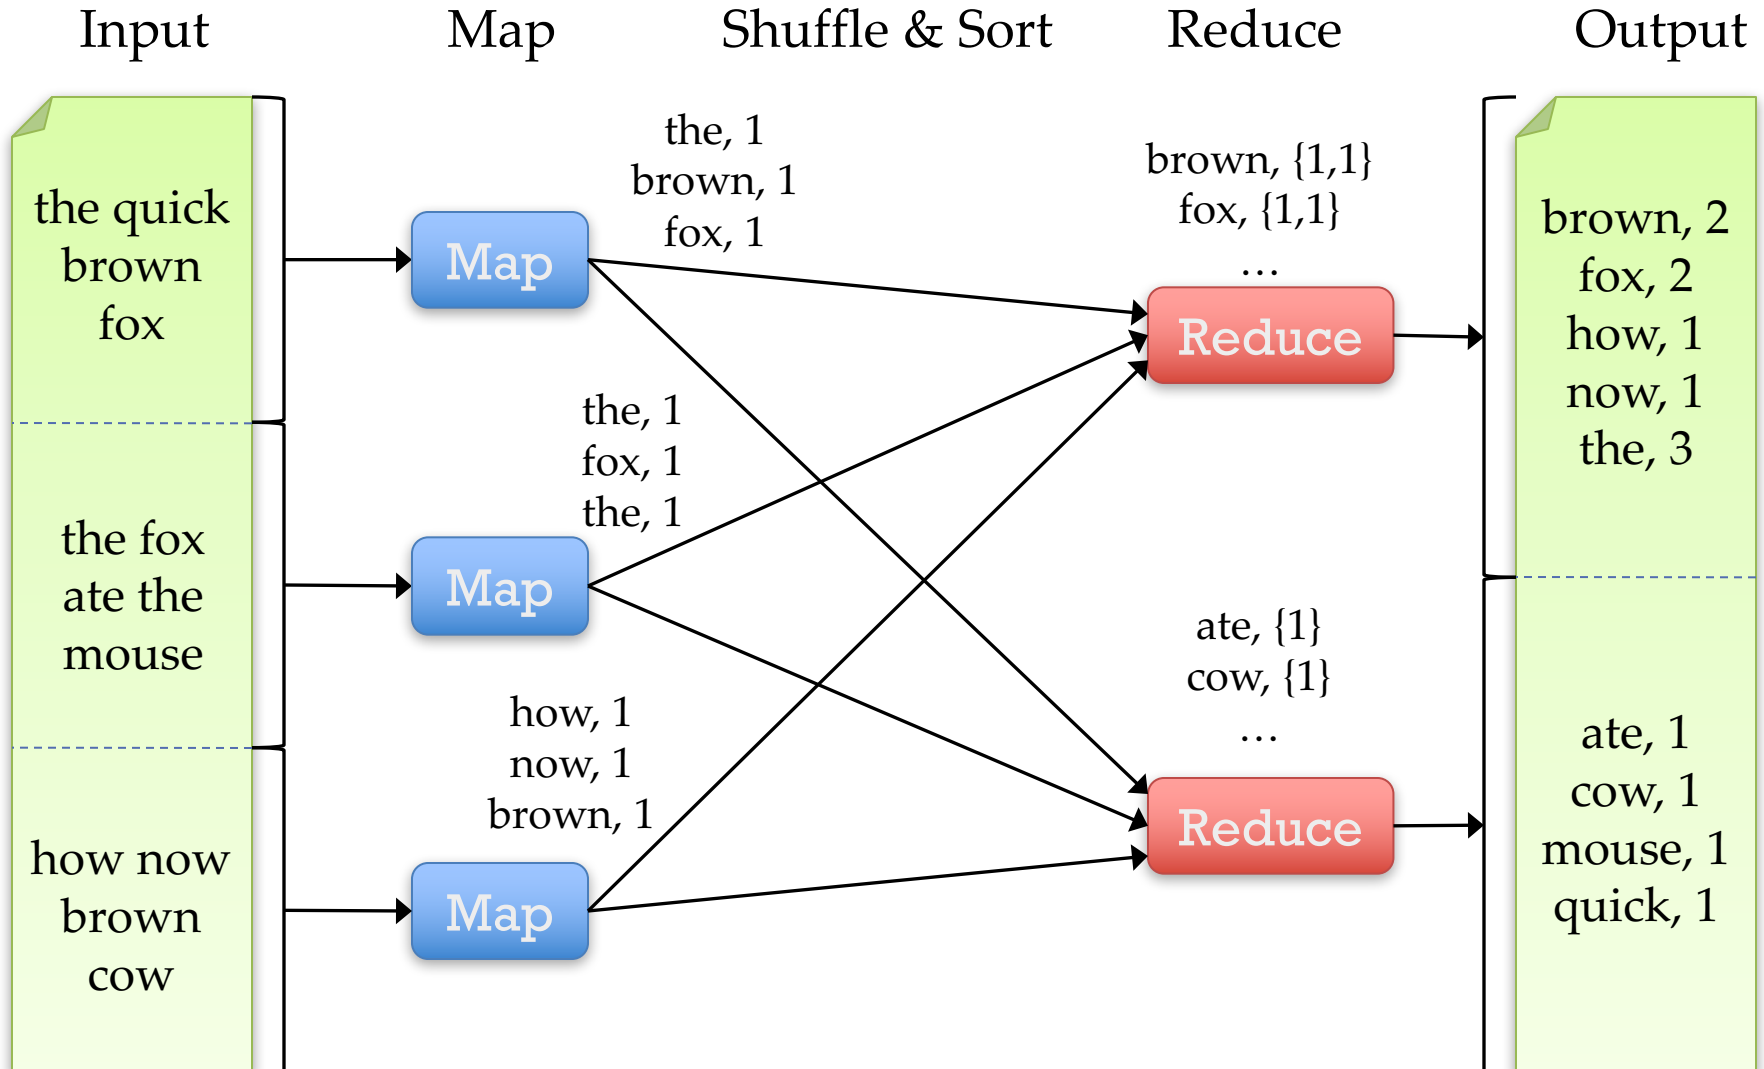 Input
Map
Shuffle & Sort
Reduce
Output
the quick
brown
fox
the fox
ate the
mouse
how now
brown
cow
Map
Map
Map
the, 1
brown, 1
fox, 1
the, 1
fox, 1
the, 1
how, 1
now, 1
brown, 1
brown, {1,1}
fox, {1,1}
…
Reduce
ate, {1}
cow, {1}
…
Reduce
brown, 2
fox, 2
how, 1
now, 1
the, 3
ate, 1
cow, 1
mouse, 1
quick, 1